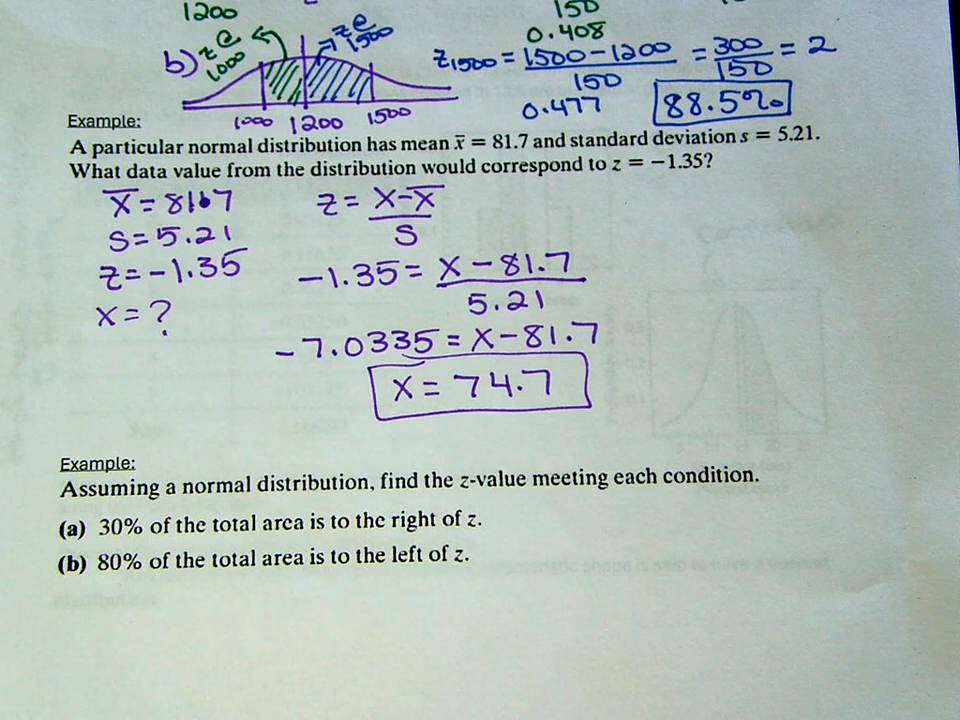 1200
150
0.408
b) z @ 1000
z @ 1500
z1500 = 1500-1200 / 150 = 300 / 150 = 2
0.477
88.5%
1000 1200 1500
Example:
A particular normal distribution has mean x̄ = 81.7 and standard deviation s = 5.21.
What data value from the distribution would correspond to z = −1.35?
x̄ = 81.7
s = 5.21
z = -1.35
x = ?
z = x-x̄ / s
-1.35 = x - 81.7 / 5.21
-7.0335 = x - 81.7
x = 74.7
Example:
Assuming a normal distribution, find the z-value meeting each condition.
(a) 30% of the total area is to the right of z.
(b) 80% of the total area is to the left of z.